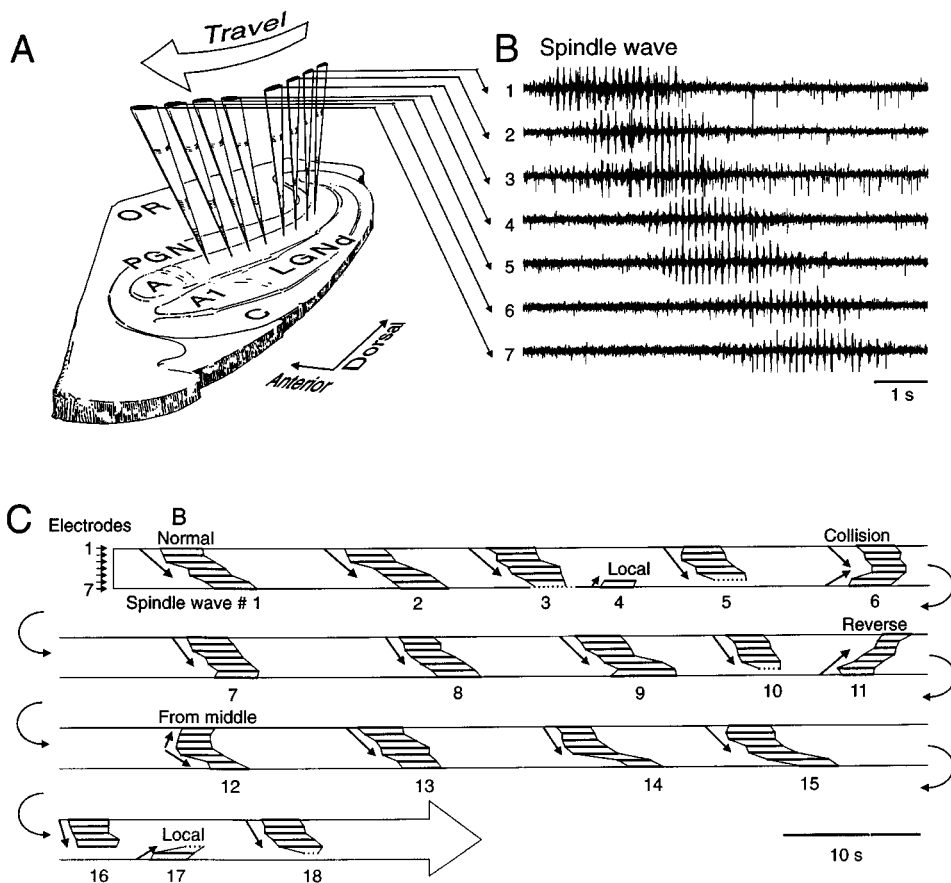 A
Travel
OR
PGN
A
A1
LGNd
C
Anterior
Dorsal
B Spindle wave
1
2
3
4
5
6
7
1 s
C
Electrodes
B
1
Normal
Collision
Local
7
Spindle wave # 1
2
3
4
5
6
Reverse
7
8
9
10
11
From middle
12
13
14
15
Local
16
17
18
10 s